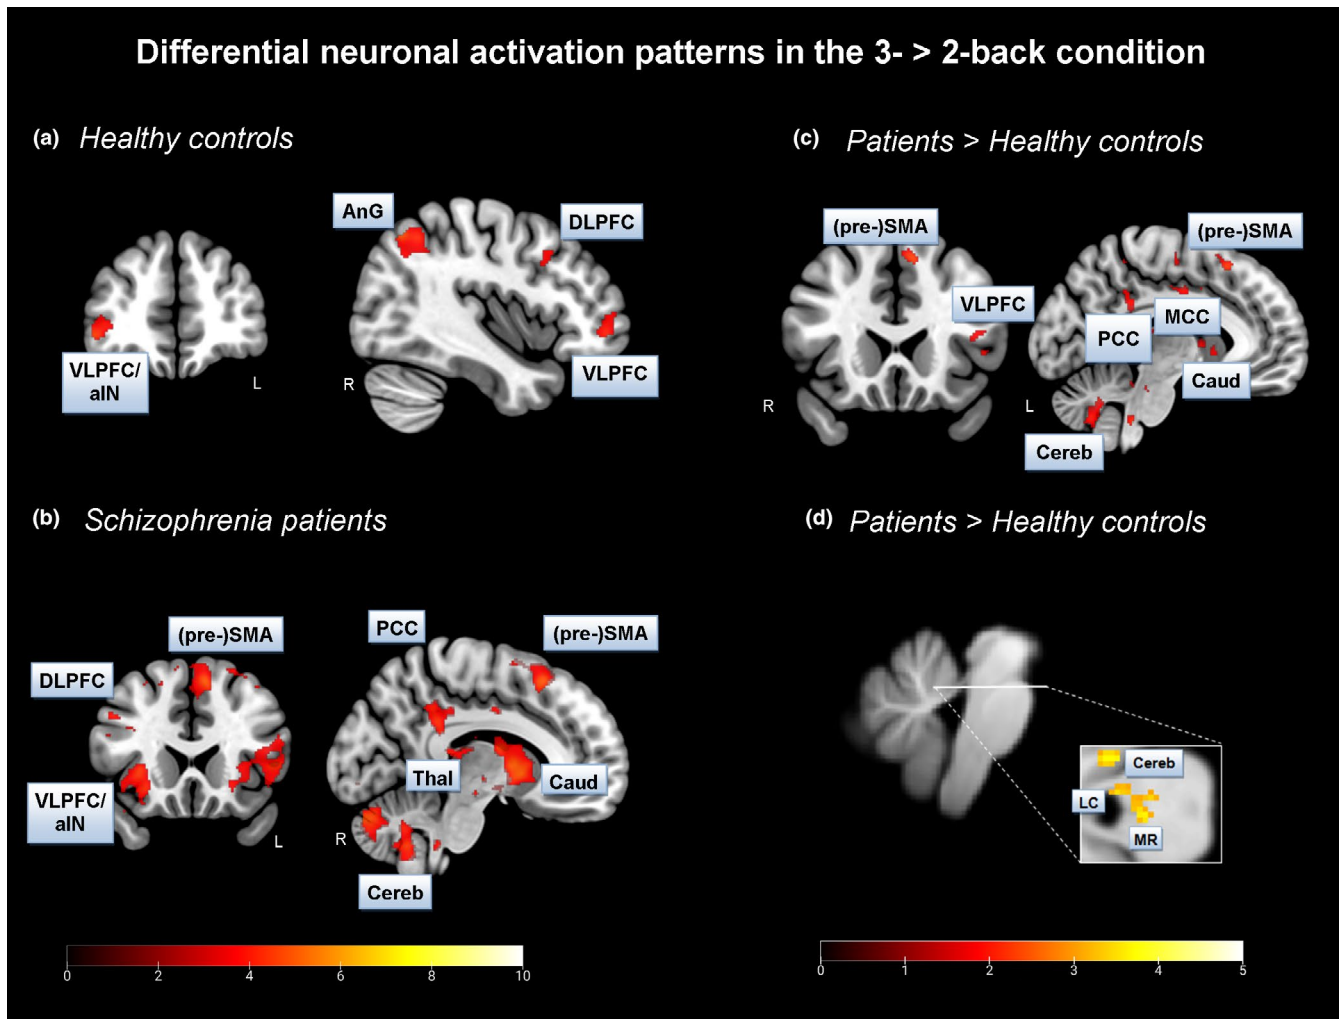 Differential neuronal activation patterns in the 3- > 2-back condition
(a) Healthy controls
AnG
DLPFC
VLPFC/
aIN
L
R
VLPFC
(c) Patients > Healthy controls
(pre-)SMA
(pre-)SMA
VLPFC
MCC
PCC
Caud
R
L
Cereb
(b) Schizophrenia patients
PCC
(pre-)SMA
(pre-)SMA
DLPFC
Thal
Caud
VLPFC/
aIN
L
R
Cereb
0 2 4 6 8 10
(d) Patients > Healthy controls
Cereb
LC
MR
0 1 2 3 4 5